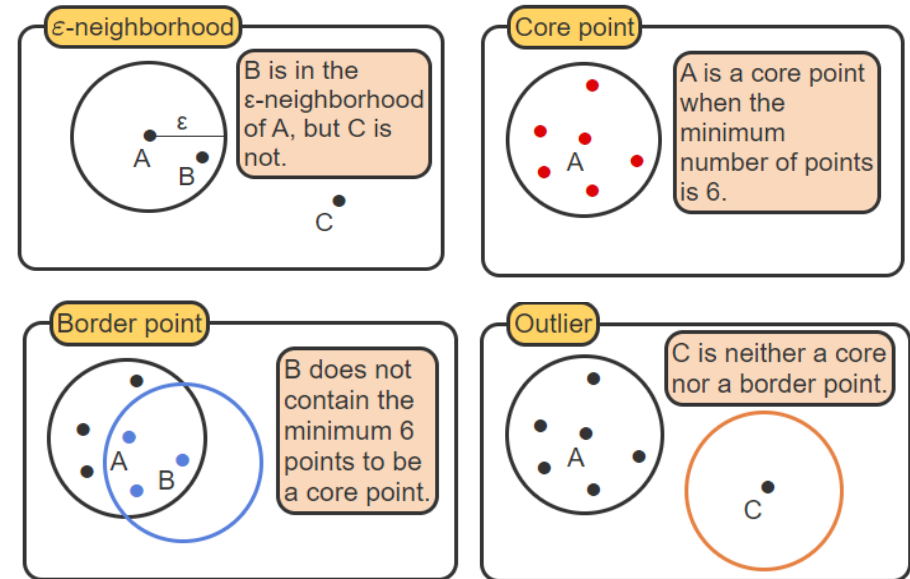 ε-neighborhood
B is in the
ε-neighborhood
of A, but C is
not.
ε
A
B
C
Core point
A is a core point
when the
minimum
number of points
is 6.
A
Border point
B does not
contain the
minimum 6
points to be
a core point.
A
B
Outlier
C is neither a core
nor a border point.
A
C